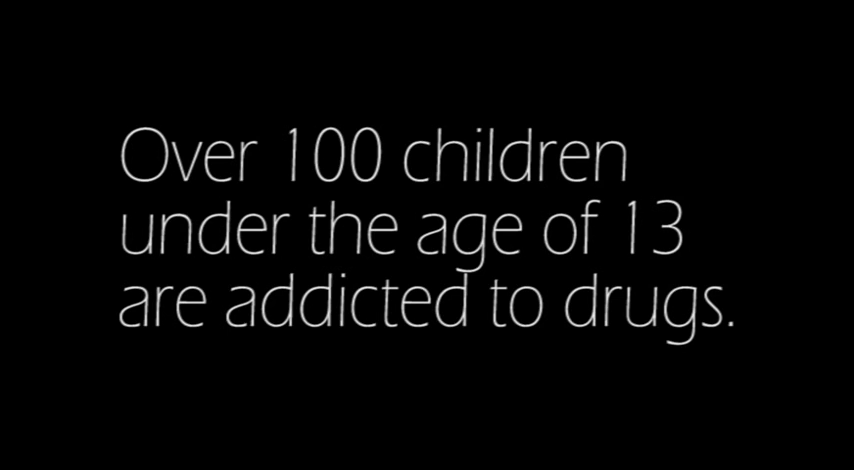 Over 100 children
under the age of 13
are addicted to drugs.